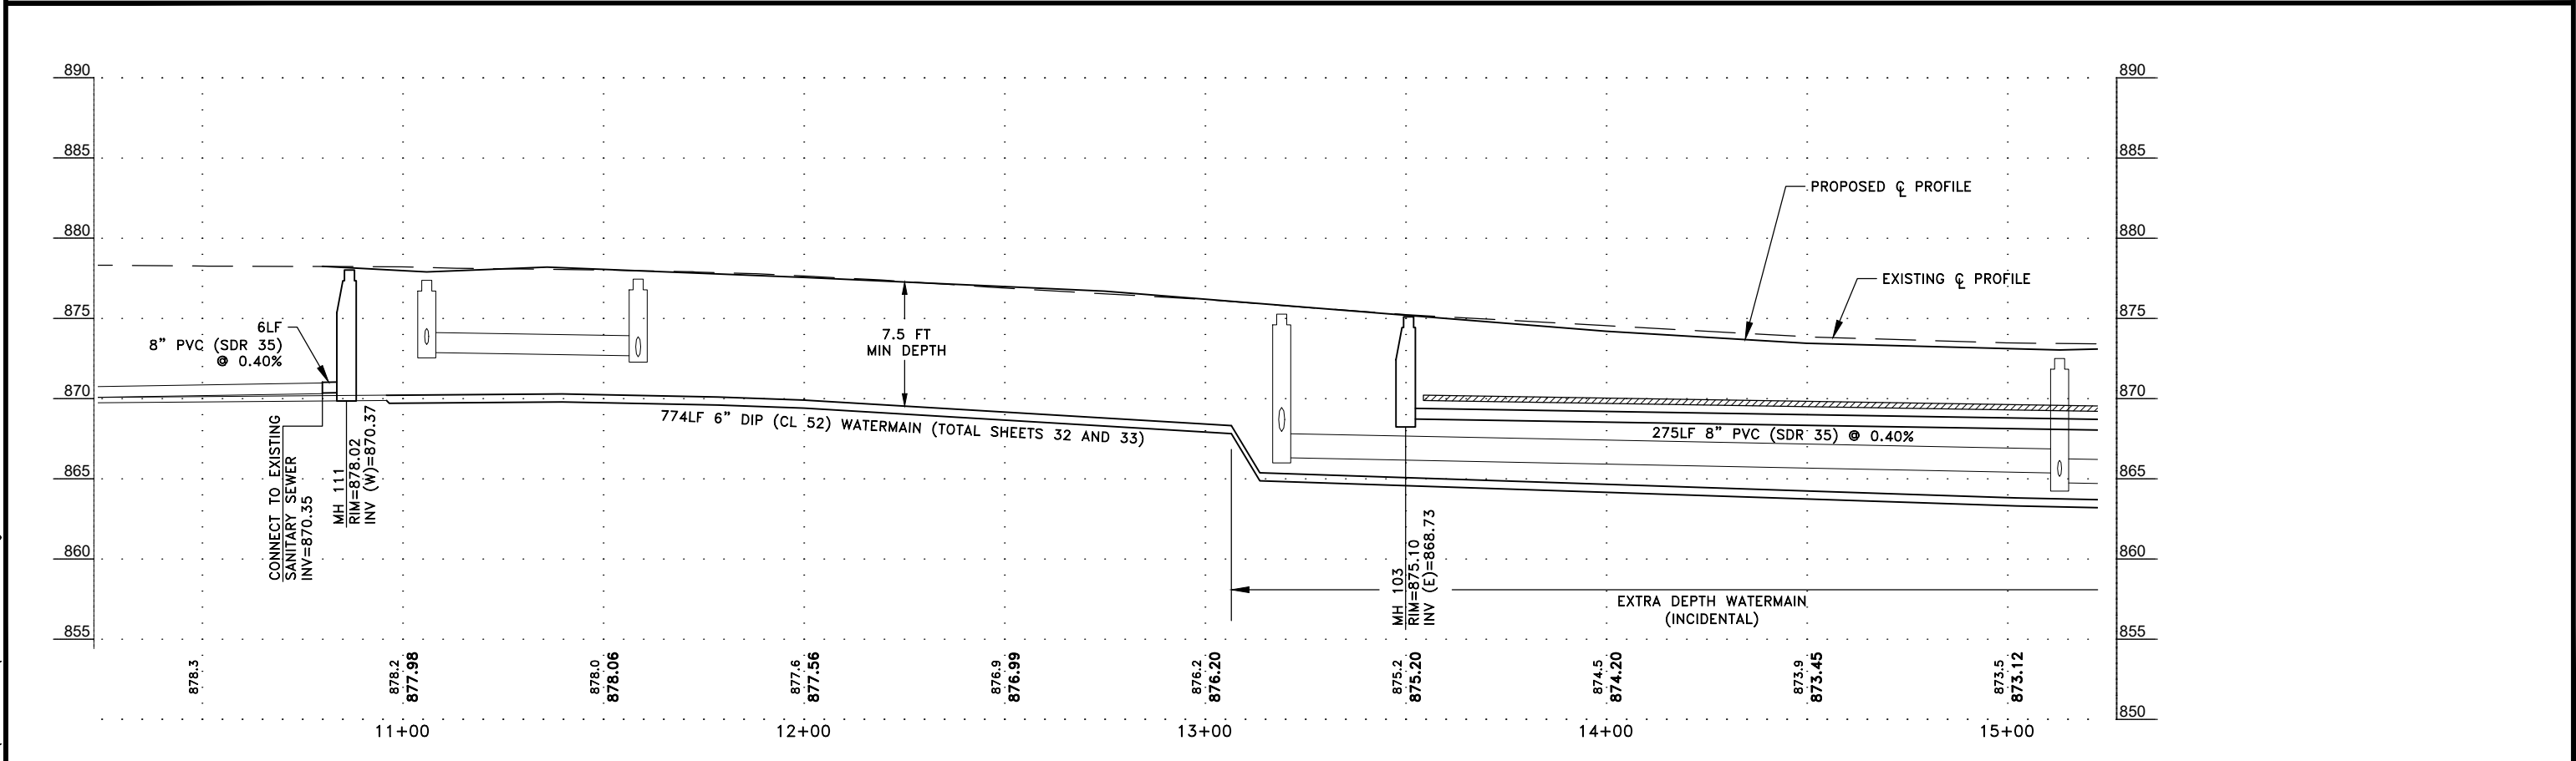 890
885
880
875
870
865
860
855
890
885
880
875
870
865
860
855
850
PROPOSED ℄ PROFILE
EXISTING ℄ PROFILE
6LF
8" PVC (SDR 35)
@ 0.40%
7.5 FT
MIN DEPTH
774LF 6" DIP (CL 52) WATERMAIN (TOTAL SHEETS 32 AND 33)
275LF 8" PVC (SDR 35) @ 0.40%
CONNECT TO EXISTING
SANITARY SEWER
INV=870.35
MH 111
RIM=878.02
INV (W)=870.37
MH 103
RIM=875.10
INV (E)=868.73
EXTRA DEPTH WATERMAIN
(INCIDENTAL)
878.3
878.2
877.98
878.0
878.06
877.6
877.56
876.9
876.99
876.2
876.20
875.2
875.20
874.5
874.20
873.9
873.45
873.5
873.12
11+00
12+00
13+00
14+00
15+00